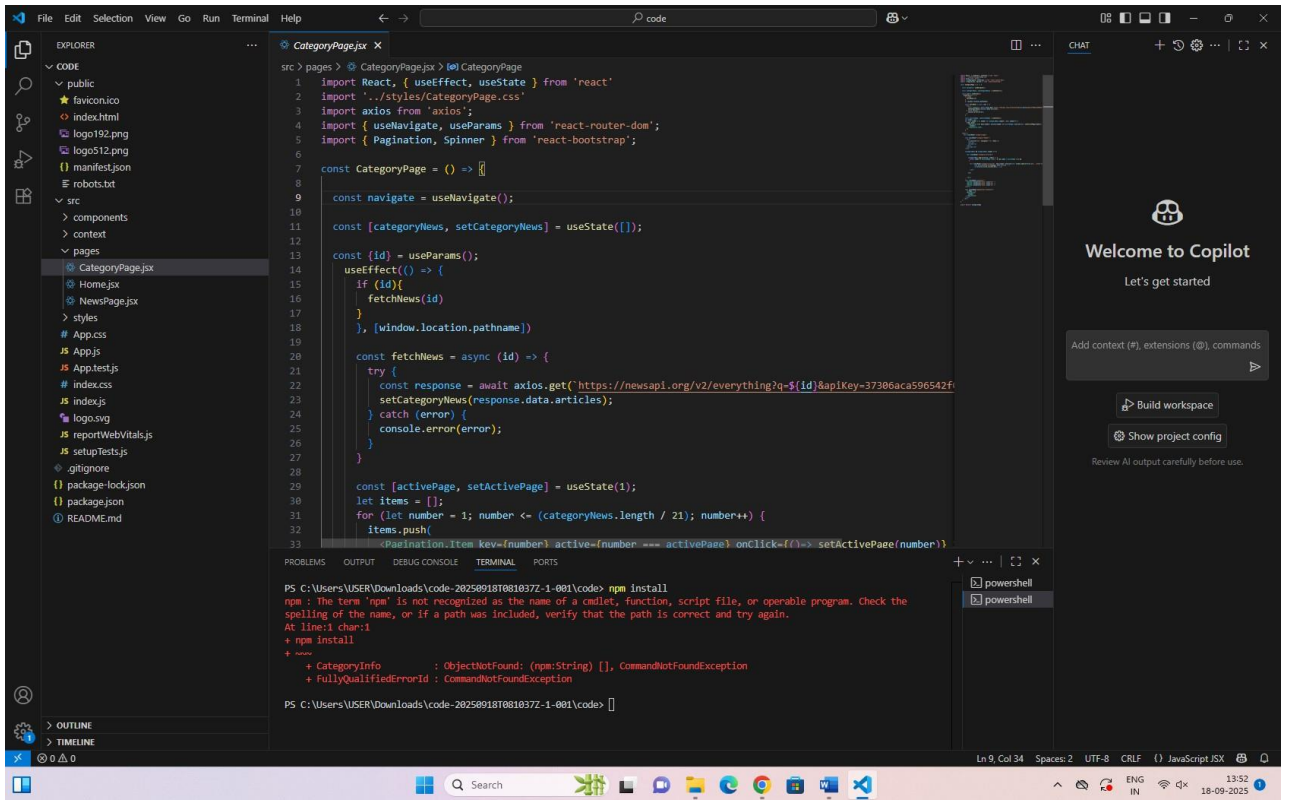 File Edit Selection View Go Run Terminal Help
code
EXPLORER
CODE
public
favicon.ico
index.html
logo192.png
logo512.png
manifest.json
robots.txt
src
components
context
pages
CategoryPage.jsx
Home.jsx
NewsPage.jsx
styles
App.css
App.js
App.test.js
index.css
index.js
logo.svg
reportWebVitals.js
setupTests.js
.gitignore
package-lock.json
package.json
README.md
OUTLINE
TIMELINE
CategoryPage.jsx
src > pages > CategoryPage.jsx > CategoryPage
1 import React, { useEffect, useState } from 'react'
2 import '../styles/CategoryPage.css'
3 import axios from 'axios';
4 import { useNavigate, useParams } from 'react-router-dom';
5 import { Pagination, Spinner } from 'react-bootstrap';
6
7 const CategoryPage = () => {
8
9 const navigate = useNavigate();
10
11 const [categoryNews, setCategoryNews] = useState([]);
12
13 const {id} = useParams();
14 useEffect(() => {
15 if (id){
16 fetchNews(id)
17 }
18 }, [window.location.pathname])
19
20 const fetchNews = async (id) => {
21 try {
22 const response = await axios.get(`https://newsapi.org/v2/everything?q=${id}&apiKey=37306aca596542f
23 setCategoryNews(response.data.articles);
24 } catch (error) {
25 console.error(error);
26 }
27 }
28
29 const [activePage, setActivePage] = useState(1);
30 let items = [];
31 for (let number = 1; number <= (categoryNews.length / 21); number++) {
32 items.push(
33 <Pagination.Item key={number} active={number === activePage} onClick={()=> setActivePage(number)}
PROBLEMS OUTPUT DEBUG CONSOLE TERMINAL PORTS
PS C:\Users\USER\Downloads\code-20250918T081037Z-1-001\code> npm install
npm : The term 'npm' is not recognized as the name of a cmdlet, function, script file, or operable program. Check the
spelling of the name, or if a path was included, verify that the path is correct and try again.
At line:1 char:1
+ npm install
+ ~~~
+ CategoryInfo : ObjectNotFound: (npm:String) [], CommandNotFoundException
+ FullyQualifiedErrorId : CommandNotFoundException
PS C:\Users\USER\Downloads\code-20250918T081037Z-1-001\code>
powershell
powershell
CHAT
Welcome to Copilot
Let's get started
Add context (#), extensions (@), commands
Build workspace
Show project config
Review AI output carefully before use.
0 0
Ln 9, Col 34 Spaces: 2 UTF-8 CRLF {} JavaScript JSX
Search
ENG
IN
13:52
18-09-2025
1